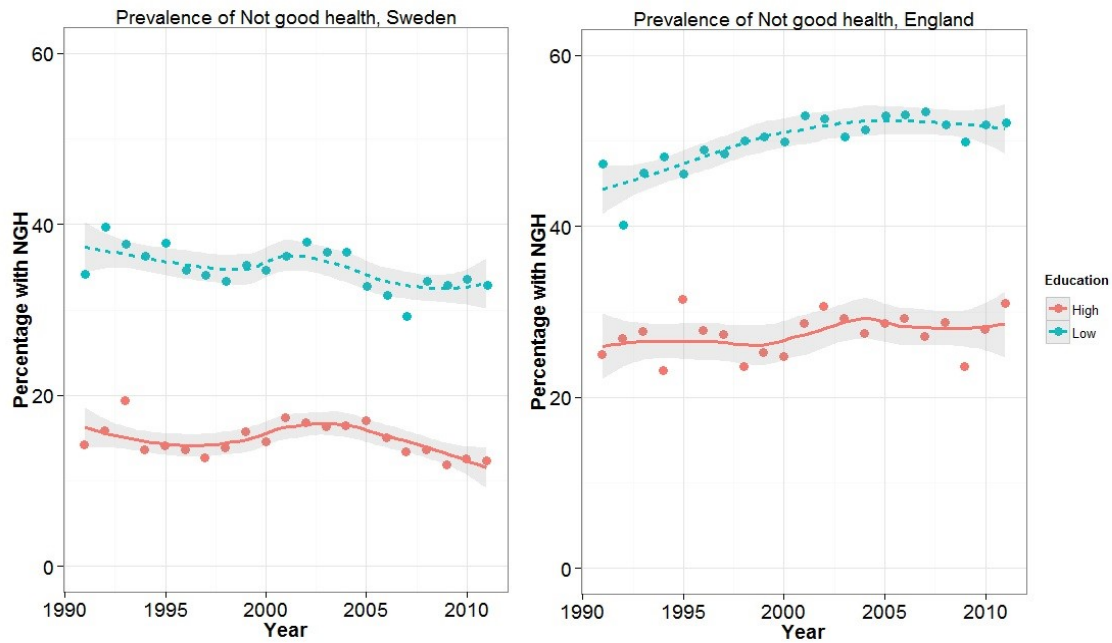 Prevalence of Not good health, Sweden
Percentage with NGH
60
40
20
0
1990 1995 2000 2005 2010
Year
Prevalence of Not good health, England
Percentage with NGH
60
40
20
0
1990 1995 2000 2005 2010
Year
Education
High
Low